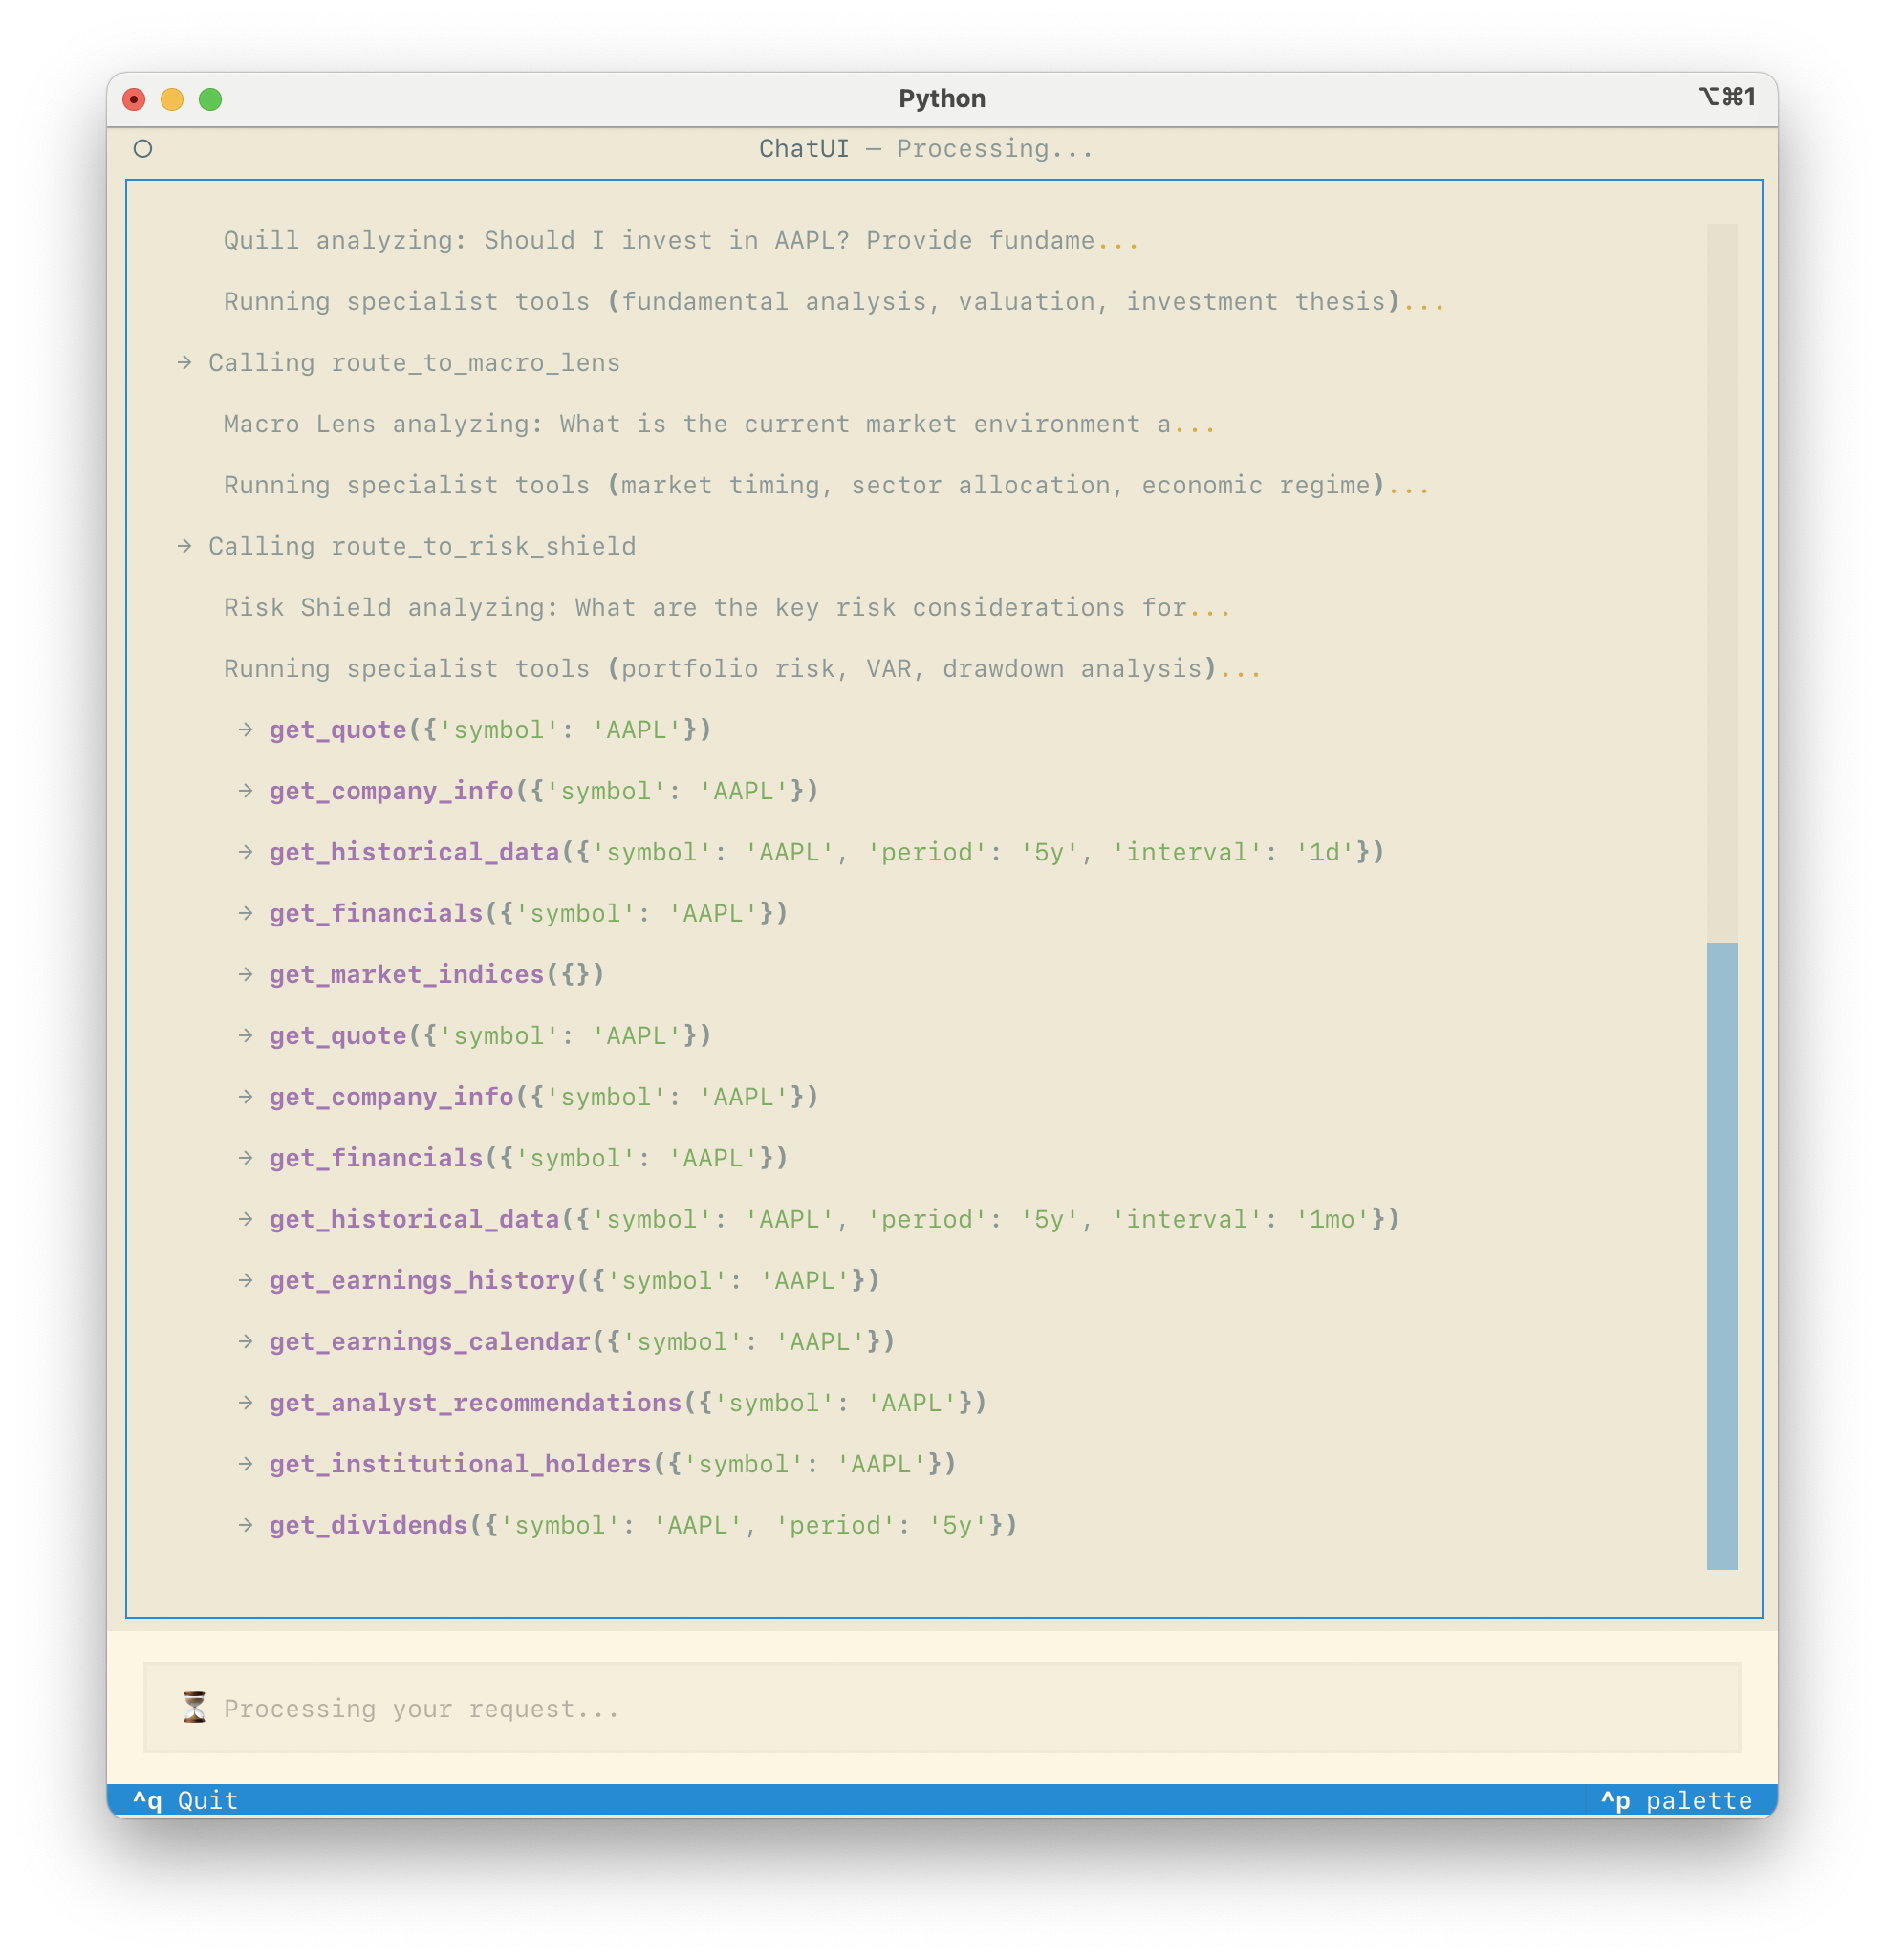 Python
⌥⌘1
ChatUI — Processing...
Quill analyzing: Should I invest in AAPL? Provide fundame...
Running specialist tools (fundamental analysis, valuation, investment thesis)...
→ Calling route_to_macro_lens
Macro Lens analyzing: What is the current market environment a...
Running specialist tools (market timing, sector allocation, economic regime)...
→ Calling route_to_risk_shield
Risk Shield analyzing: What are the key risk considerations for...
Running specialist tools (portfolio risk, VAR, drawdown analysis)...
→ get_quote({'symbol': 'AAPL'})
→ get_company_info({'symbol': 'AAPL'})
→ get_historical_data({'symbol': 'AAPL', 'period': '5y', 'interval': '1d'})
→ get_financials({'symbol': 'AAPL'})
→ get_market_indices({})
→ get_quote({'symbol': 'AAPL'})
→ get_company_info({'symbol': 'AAPL'})
→ get_financials({'symbol': 'AAPL'})
→ get_historical_data({'symbol': 'AAPL', 'period': '5y', 'interval': '1mo'})
→ get_earnings_history({'symbol': 'AAPL'})
→ get_earnings_calendar({'symbol': 'AAPL'})
→ get_analyst_recommendations({'symbol': 'AAPL'})
→ get_institutional_holders({'symbol': 'AAPL'})
→ get_dividends({'symbol': 'AAPL', 'period': '5y'})
⏳ Processing your request...
^q Quit
^p palette